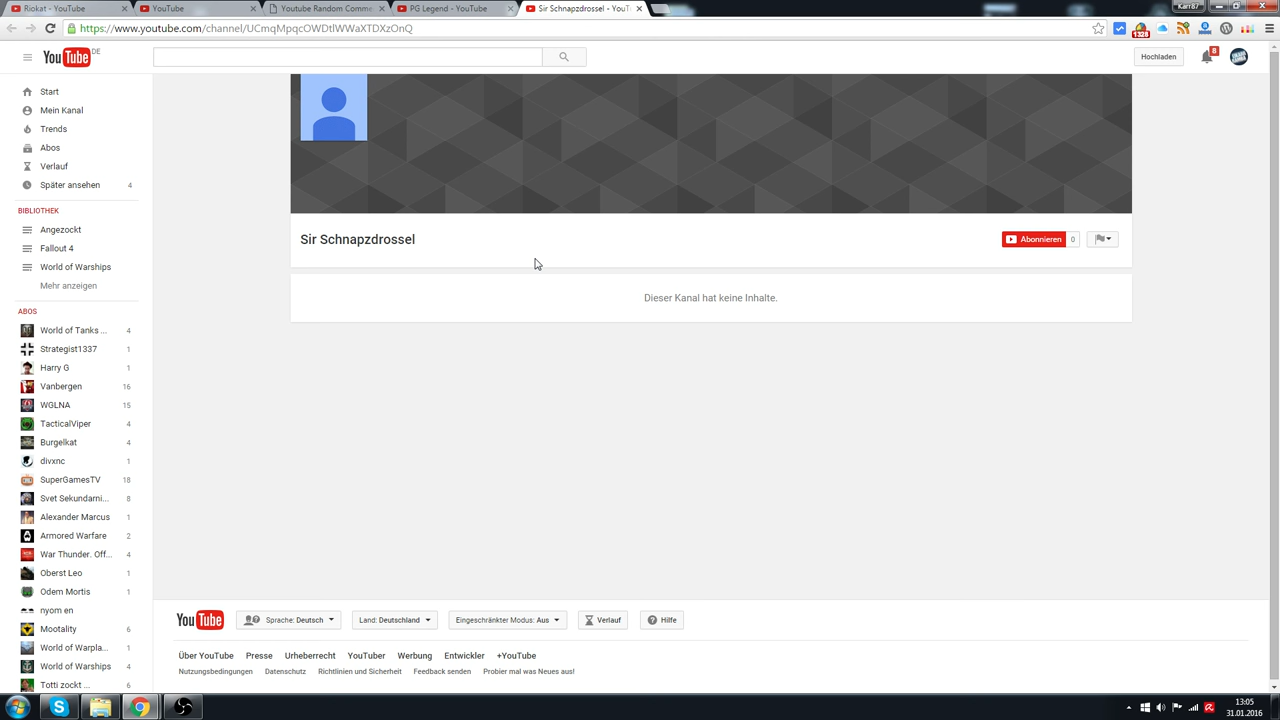 Riokat - YouTube
YouTube
Youtube Random Comme
PG Legend - YouTube
Sir Schnapzdrossel - YouT
Karr87
https://www.youtube.com/channel/UCmqMpqcOWDtlWWaXTDXzOnQ
1328
YouTube DE
Hochladen
8
Start
Mein Kanal
Trends
Abos
Verlauf
Später ansehen 4
BIBLIOTHEK
Angezockt
Fallout 4
World of Warships
Mehr anzeigen
ABOS
World of Tanks ... 4
Strategist1337 1
Harry G 1
Vanbergen 16
WGLNA 15
TacticalViper 4
Burgelkat 4
divxnc 1
SuperGamesTV 18
Svet Sekundarni... 8
Alexander Marcus 1
Armored Warfare 2
War Thunder. Off... 4
Oberst Leo 1
Odem Mortis 1
nyom en
Mootality 6
World of Warpla... 1
World of Warships 4
Totti zockt ... 6
Sir Schnapzdrossel
Abonnieren 0
Dieser Kanal hat keine Inhalte.
YouTube
Sprache: Deutsch
Land: Deutschland
Eingeschränkter Modus: Aus
Verlauf
Hilfe
Über YouTube Presse Urheberrecht YouTuber Werbung Entwickler +YouTube
Nutzungsbedingungen Datenschutz Richtlinien und Sicherheit Feedback senden Probier mal was Neues aus!
13:05
31.01.2016